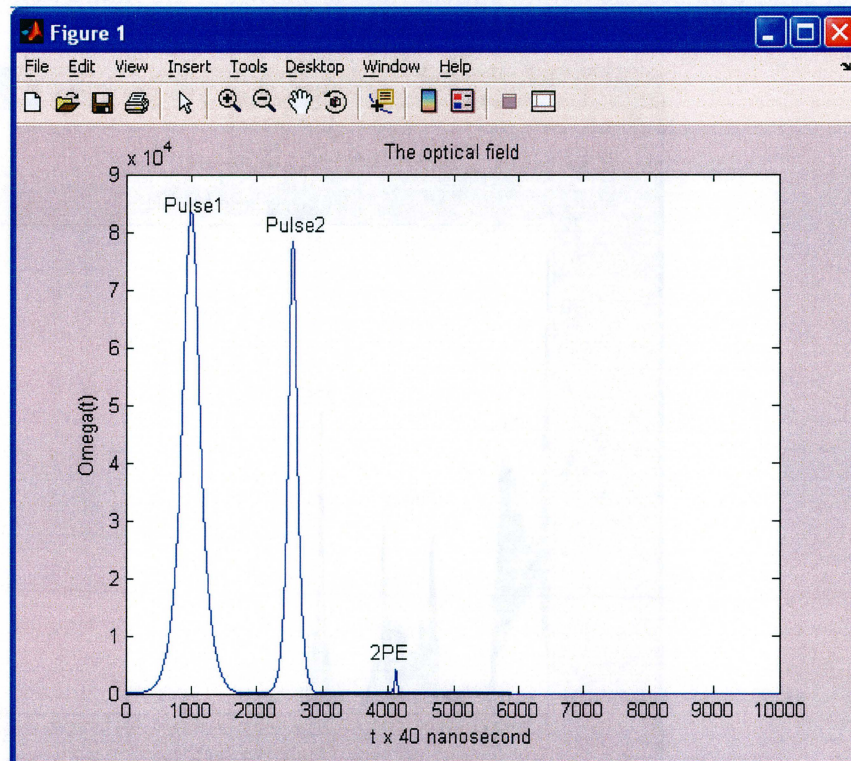 Figure 1
File Edit View Insert Tools Desktop Window Help
The optical field
x 10^4
9
Pulse1
8
Pulse2
7
6
5
Omega(t)
4
3
2
1
2PE
0
0 1000 2000 3000 4000 5000 6000 7000 8000 9000 10000
t x 40 nanosecond